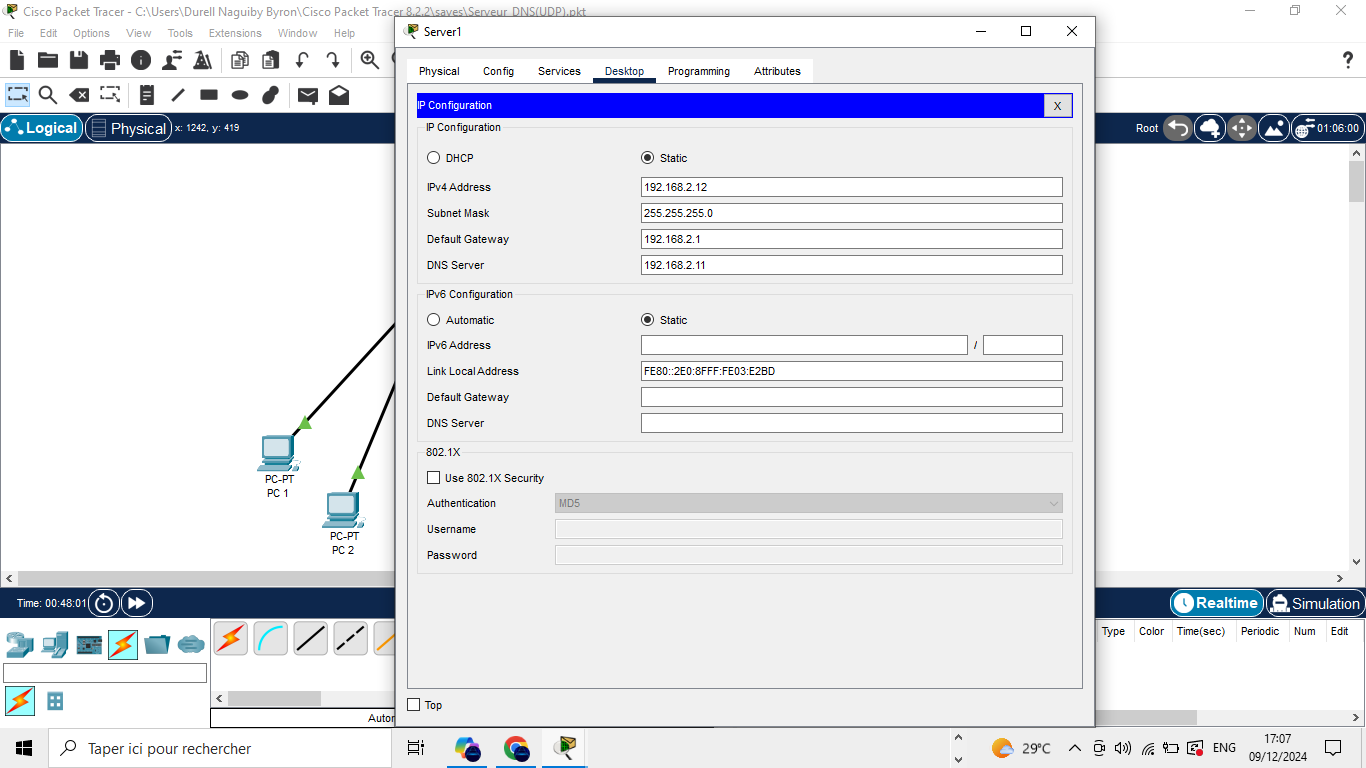 Cisco Packet Tracer - C:\Users\Durell Naguiby Byron\Cisco Packet Tracer 8.2.2\saves\Serveur_DNS(UDP).pkt
File Edit Options View Tools Extensions Window Help
Server1
Physical Config Services Desktop Programming Attributes
Logical Physical x: 1242, y: 419
Root 01:06:00
IP Configuration X
IP Configuration
DHCP Static
IPv4 Address 192.168.2.12
Subnet Mask 255.255.255.0
Default Gateway 192.168.2.1
DNS Server 192.168.2.11
IPv6 Configuration
Automatic Static
IPv6 Address /
Link Local Address FE80::2E0:8FFF:FE03:E2BD
Default Gateway
DNS Server
802.1X
Use 802.1X Security
Authentication MD5
Username
Password
Top
PC-PT
PC 1
PC-PT
PC 2
Time: 00:48:01
Realtime Simulation
Type Color Time(sec) Periodic Num Edit
Autor
Taper ici pour rechercher
29°C ENG 17:07
09/12/2024